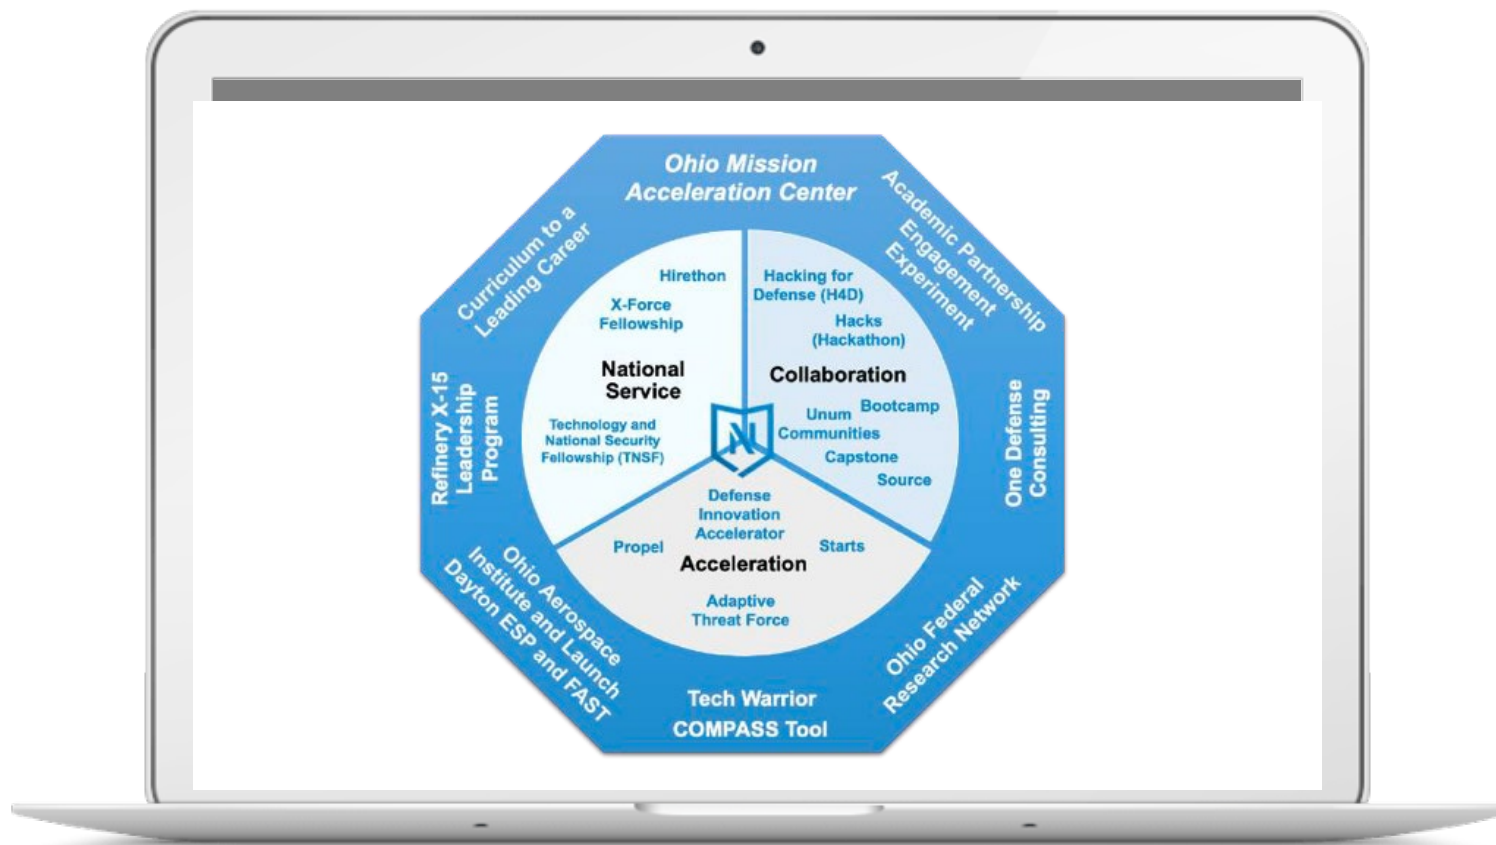 Ohio Mission
Acceleration Center
Academic Partnership
Engagement
Experiment
One Defense
Consulting
Ohio Federal
Research Network
Tech Warrior
COMPASS Tool
Ohio Aerospace
Institute and Launch
Dayton ESP and FAST
Refinery X-15
Leadership
Program
Curriculum to a
Leading Career
Hirethon
X-Force
Fellowship
National
Service
Technology and
National Security
Fellowship (TNSF)
Hacking for
Defense (H4D)
Hacks
(Hackathon)
Collaboration
Bootcamp
Unum
Communities
Capstone
Source
Defense
Innovation
Accelerator
Propel
Starts
Acceleration
Adaptive
Threat Force
N